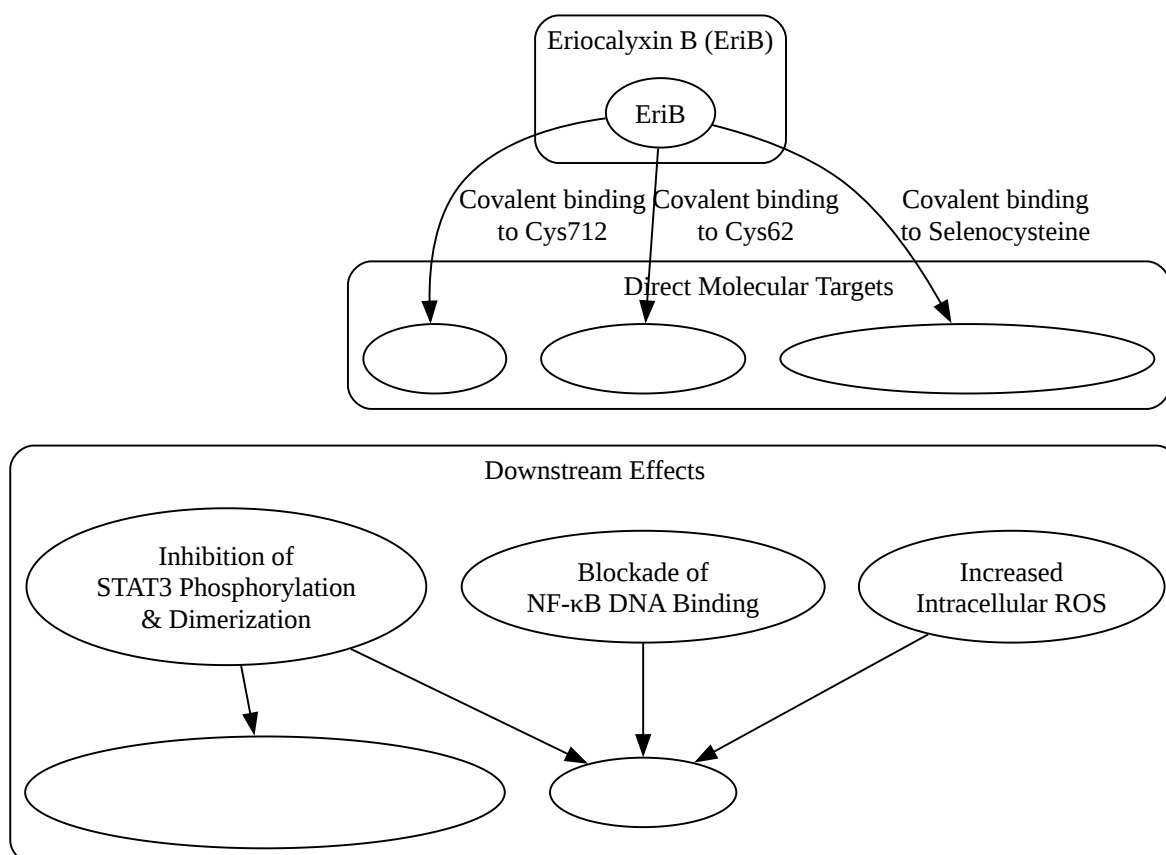 Eriocalyxin B (EriB)
EriB
Covalent binding
to Cys712
Covalent binding
to Cys62
Covalent binding
to Selenocysteine
Direct Molecular Targets
Downstream Effects
Inhibition of
STAT3 Phosphorylation
& Dimerization
Blockade of
NF-κB DNA Binding
Increased
Intracellular ROS